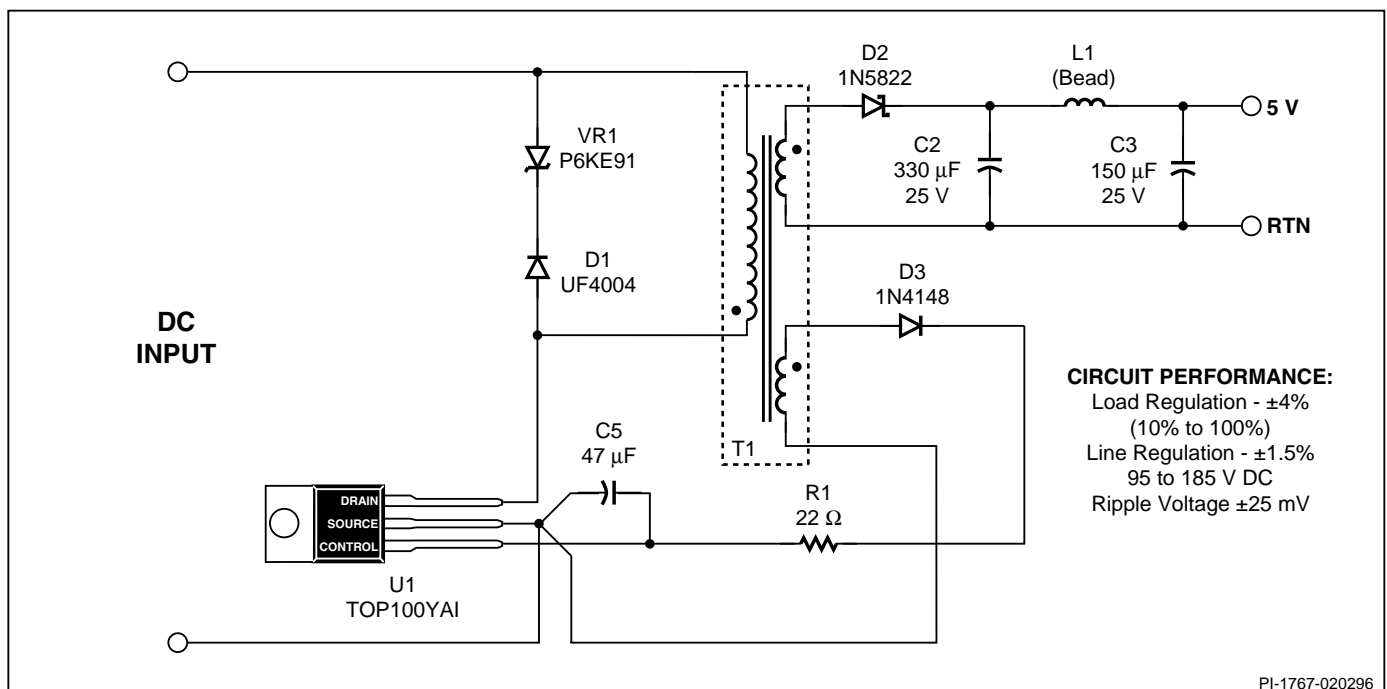 D2
1N5822
L1
(Bead)
5 V
VR1
P6KE91
C2
330 μF
25 V
C3
150 μF
25 V
RTN
D1
UF4004
D3
1N4148
DC
INPUT
CIRCUIT PERFORMANCE:
Load Regulation - ±4%
(10% to 100%)
Line Regulation - ±1.5%
95 to 185 V DC
Ripple Voltage ±25 mV
T1
C5
47 μF
R1
22 Ω
DRAIN
SOURCE
CONTROL
U1
TOP100YAI
PI-1767-020296